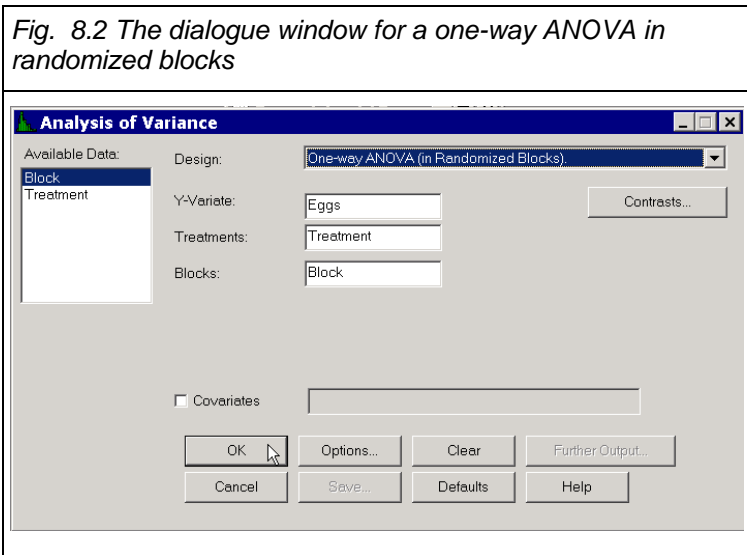 Fig. 8.2 The dialogue window for a one-way ANOVA in
randomized blocks
Analysis of Variance
Available Data:
Block
Treatment
Design:
One-way ANOVA (in Randomized Blocks).
Y-Variate:
Eggs
Contrasts...
Treatments:
Treatment
Blocks:
Block
Covariates
OK
Options...
Clear
Further Output...
Cancel
Save...
Defaults
Help